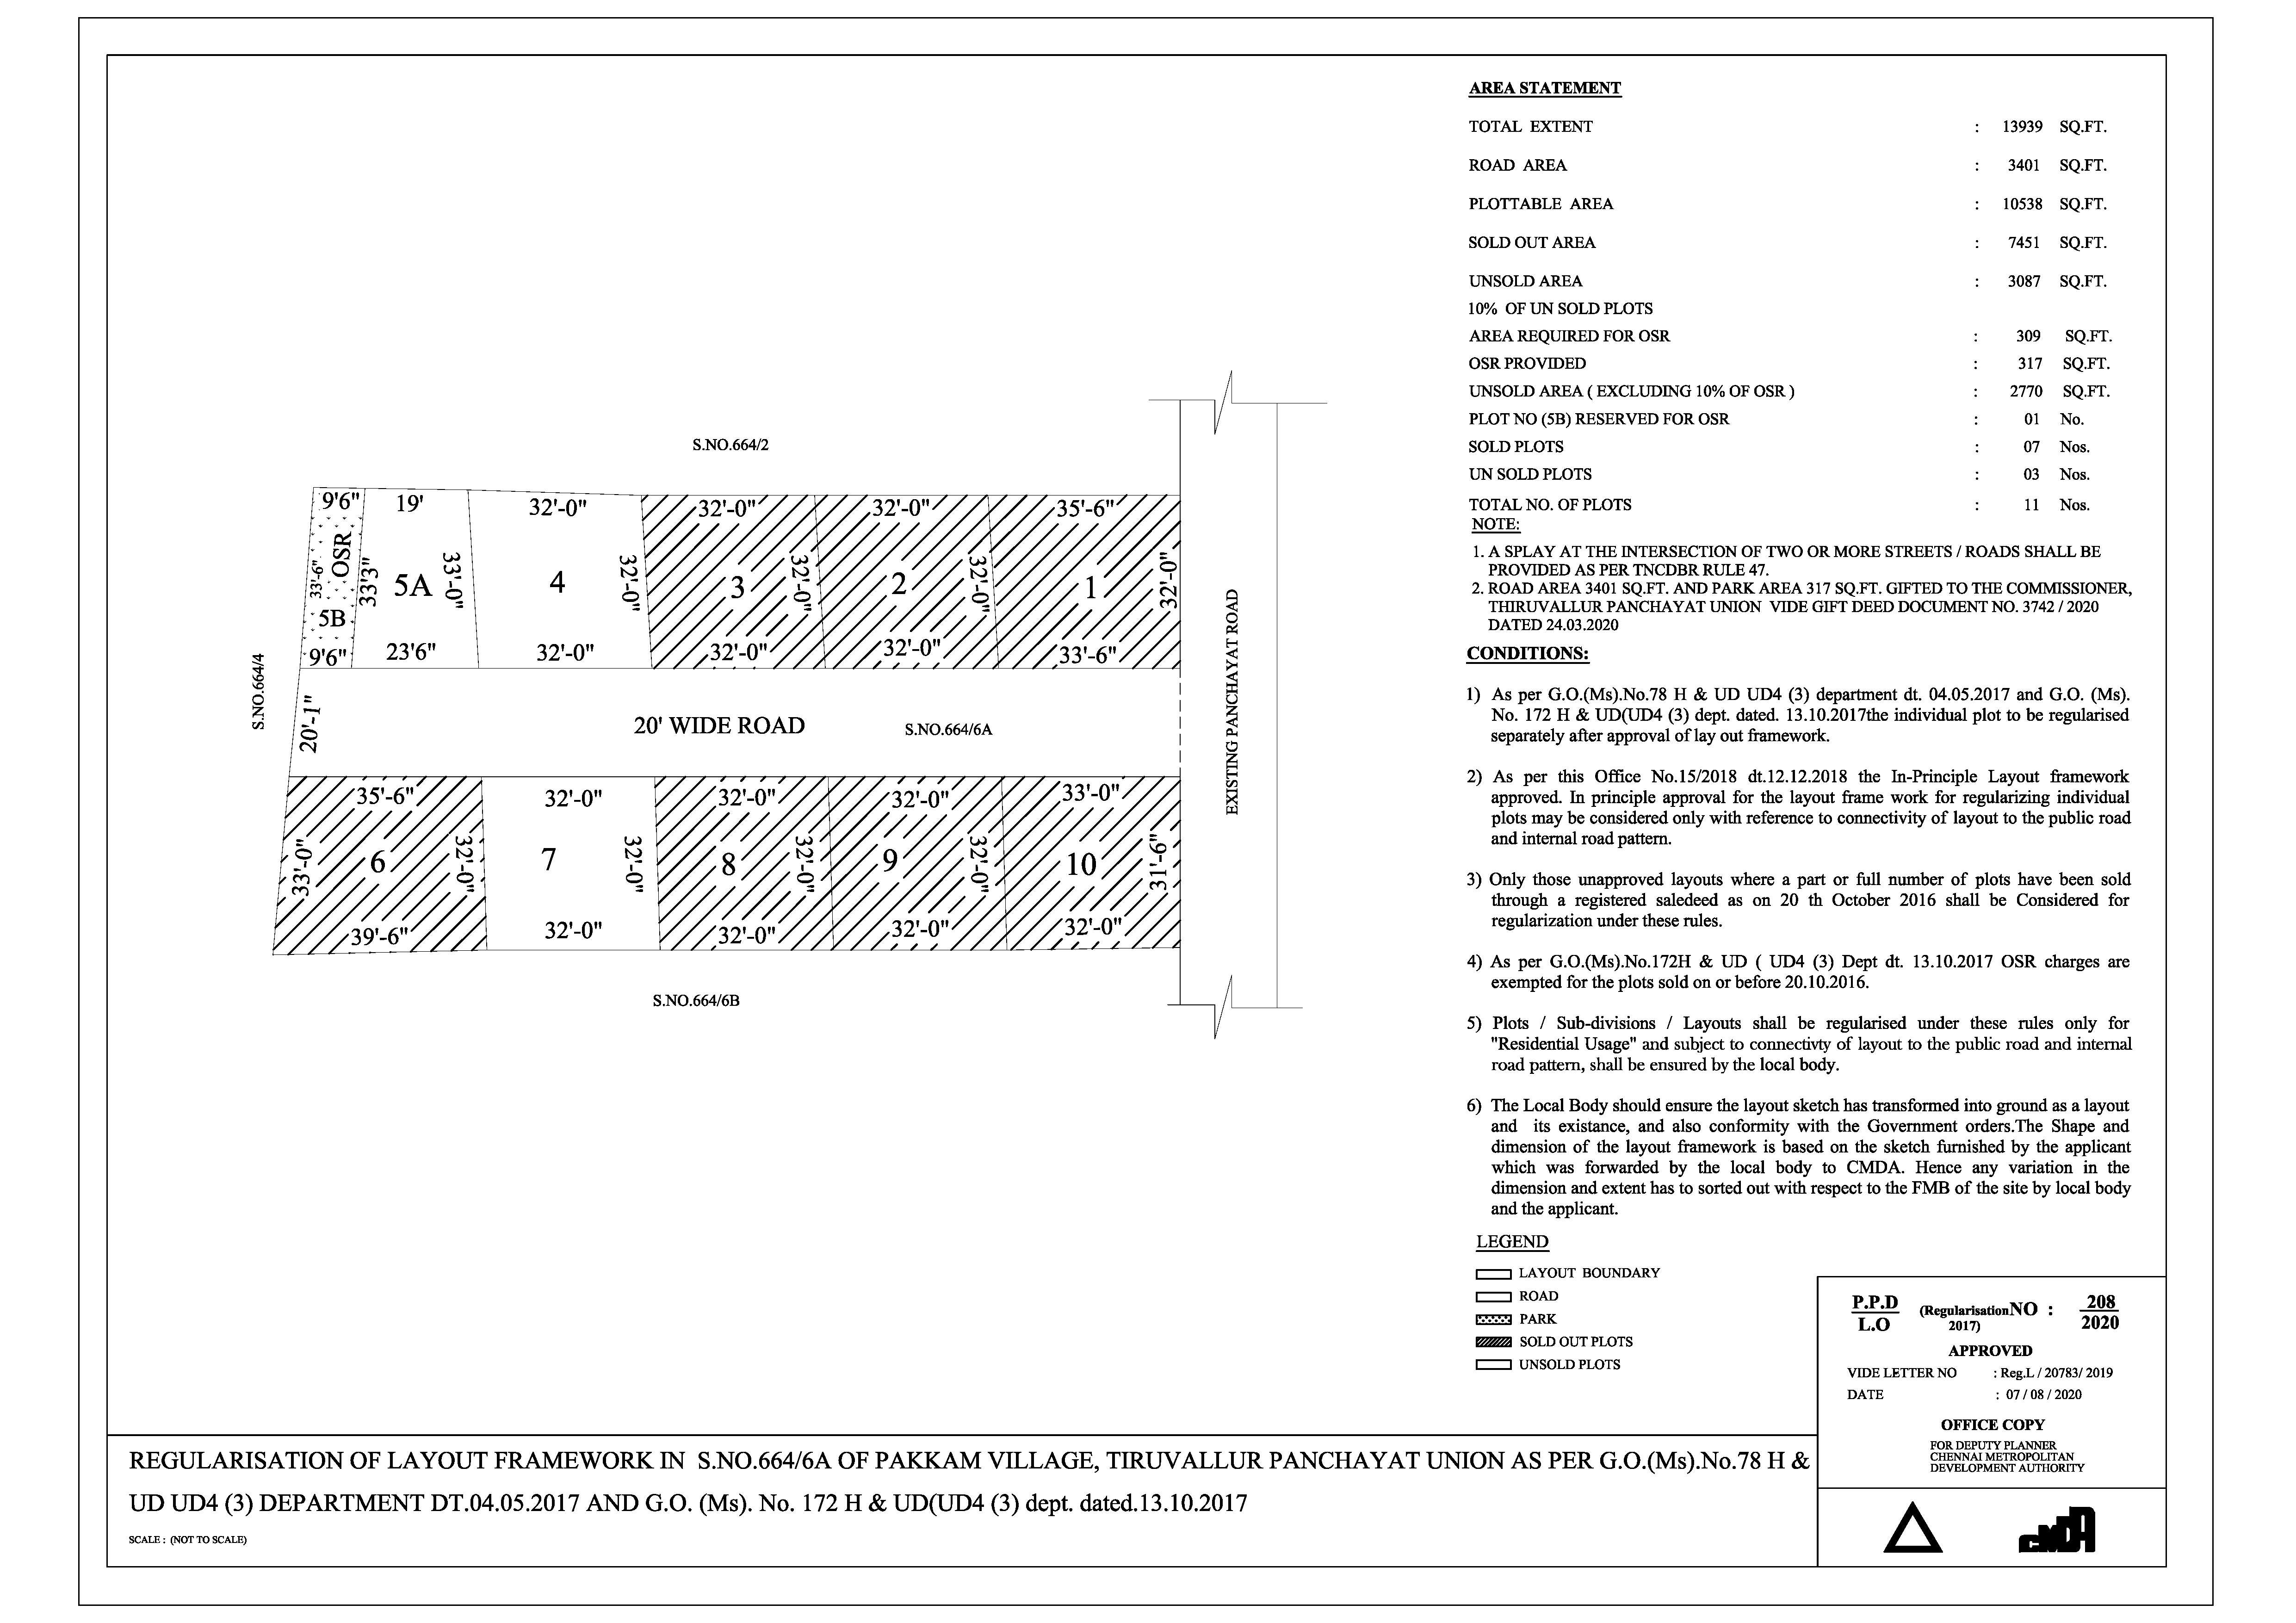 AREA STATEMENT
TOTAL EXTENT : 13939 SQ.FT.
ROAD AREA : 3401 SQ.FT.
PLOTTABLE AREA : 10538 SQ.FT.
SOLD OUT AREA : 7451 SQ.FT.
UNSOLD AREA : 3087 SQ.FT.
10% OF UN SOLD PLOTS
AREA REQUIRED FOR OSR : 309 SQ.FT.
OSR PROVIDED : 317 SQ.FT.
UNSOLD AREA ( EXCLUDING 10% OF OSR ) : 2770 SQ.FT.
PLOT NO (5B) RESERVED FOR OSR : 01 No.
SOLD PLOTS : 07 Nos.
UN SOLD PLOTS : 03 Nos.
TOTAL NO. OF PLOTS : 11 Nos.
NOTE:
1. A SPLAY AT THE INTERSECTION OF TWO OR MORE STREETS / ROADS SHALL BE
PROVIDED AS PER TNCDBR RULE 47.
2. ROAD AREA 3401 SQ.FT. AND PARK AREA 317 SQ.FT. GIFTED TO THE COMMISSIONER,
THIRUVALLUR PANCHAYAT UNION VIDE GIFT DEED DOCUMENT NO. 3742 / 2020
DATED 24.03.2020
CONDITIONS:
1) As per G.O.(Ms).No.78 H & UD UD4 (3) department dt. 04.05.2017 and G.O. (Ms).
No. 172 H & UD(UD4 (3) dept. dated. 13.10.2017the individual plot to be regularised
separately after approval of lay out framework.
2) As per this Office No.15/2018 dt.12.12.2018 the In-Principle Layout framework
approved. In principle approval for the layout frame work for regularizing individual
plots may be considered only with reference to connectivity of layout to the public road
and internal road pattern.
3) Only those unapproved layouts where a part or full number of plots have been sold
through a registered saledeed as on 20 th October 2016 shall be Considered for
regularization under these rules.
4) As per G.O.(Ms).No.172H & UD ( UD4 (3) Dept dt. 13.10.2017 OSR charges are
exempted for the plots sold on or before 20.10.2016.
5) Plots / Sub-divisions / Layouts shall be regularised under these rules only for
"Residential Usage" and subject to connectivty of layout to the public road and internal
road pattern, shall be ensured by the local body.
6) The Local Body should ensure the layout sketch has transformed into ground as a layout
and its existance, and also conformity with the Government orders.The Shape and
dimension of the layout framework is based on the sketch furnished by the applicant
which was forwarded by the local body to CMDA. Hence any variation in the
dimension and extent has to sorted out with respect to the FMB of the site by local body
and the applicant.
LEGEND
LAYOUT BOUNDARY
ROAD
PARK
SOLD OUT PLOTS
UNSOLD PLOTS
S.NO.664/2
9'6" 19' 32'-0" 32'-0" 32'-0" 35'-6"
33'-6" OSR 33'3" 33'-0" 32'-0" 32'-0" 32'-0" 32'-0"
5B 5A 4 3 2 1
9'6" 23'6" 32'-0" 32'-0" 32'-0" 33'-6"
S.NO.664/4
20'-1"
20' WIDE ROAD S.NO.664/6A
EXISTING PANCHAYAT ROAD
35'-6" 32'-0" 32'-0" 32'-0" 33'-0"
33'-0" 6 32'-0" 7 32'-0" 8 32'-0" 9 32'-0" 10 31'-6"
39'-6" 32'-0" 32'-0" 32'-0" 32'-0"
S.NO.664/6B
P.P.D
L.O
(Regularisation NO :
2017)
208
2020
APPROVED
VIDE LETTER NO : Reg.L / 20783/ 2019
DATE : 07 / 08 / 2020
OFFICE COPY
FOR DEPUTY PLANNER
CHENNAI METROPOLITAN
DEVELOPMENT AUTHORITY
CMDA
REGULARISATION OF LAYOUT FRAMEWORK IN S.NO.664/6A OF PAKKAM VILLAGE, TIRUVALLUR PANCHAYAT UNION AS PER G.O.(Ms).No.78 H &
UD UD4 (3) DEPARTMENT DT.04.05.2017 AND G.O. (Ms). No. 172 H & UD(UD4 (3) dept. dated.13.10.2017
SCALE : (NOT TO SCALE)